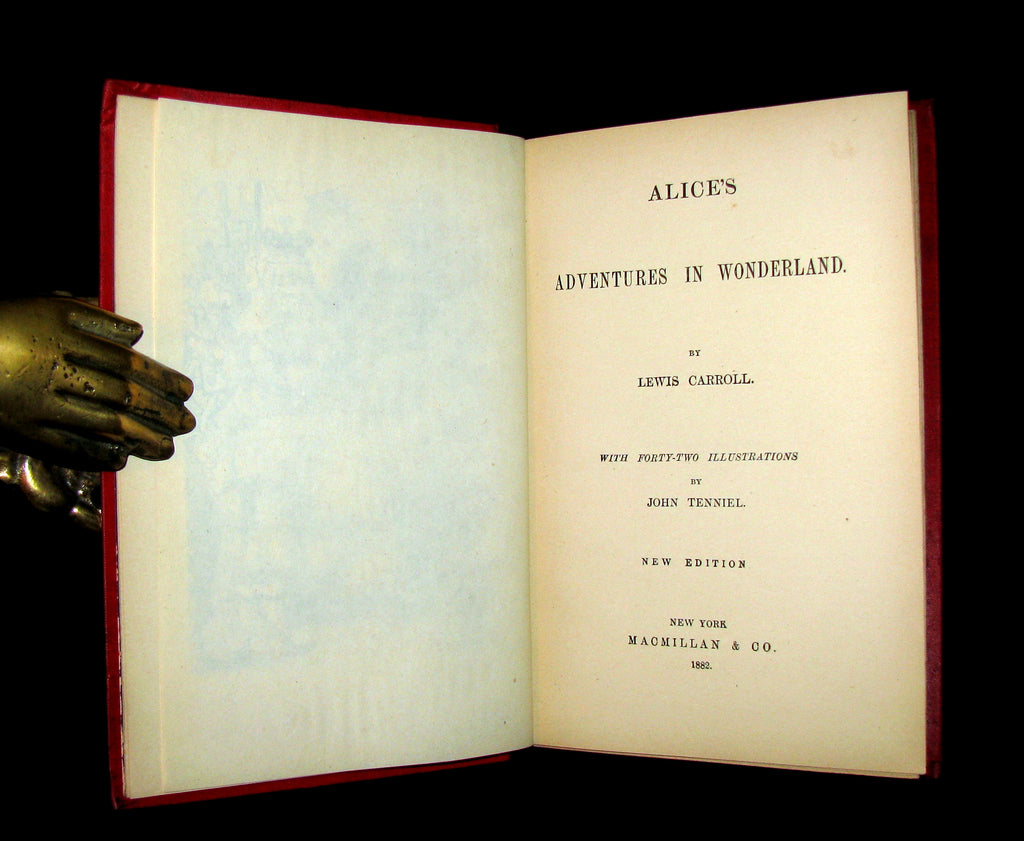 ALICE'S
ADVENTURES IN WONDERLAND.
BY
LEWIS CARROLL.
WITH FORTY-TWO ILLUSTRATIONS
BY
JOHN TENNIEL.
NEW EDITION
NEW YORK
MACMILLAN & CO.
1882.